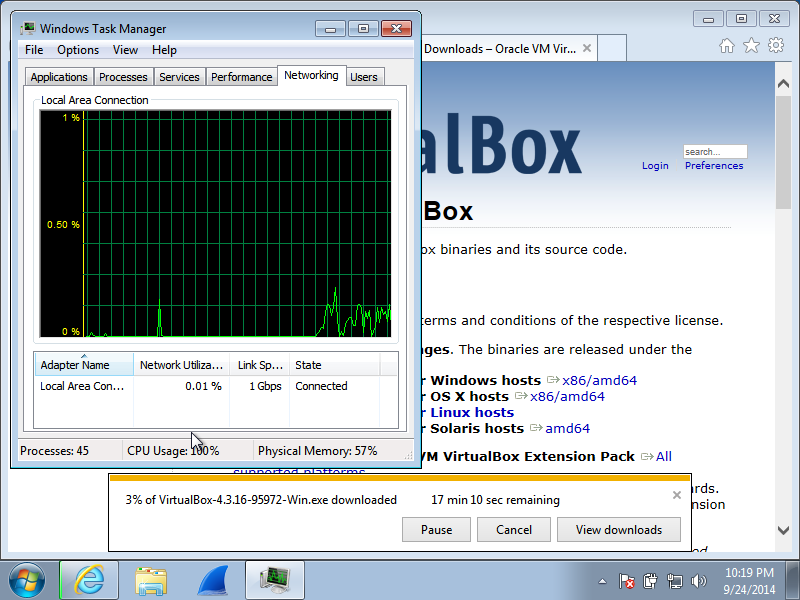 Windows Task Manager
File Options View Help
Applications Processes Services Performance Networking Users
Local Area Connection
1 %
0.50 %
0 %
Adapter Name Network Utiliza... Link Sp... State
Local Area Con... 0.01 % 1 Gbps Connected
Processes: 45 CPU Usage: 100% Physical Memory: 57%
Downloads – Oracle VM Vir...
alBox
search...
Login Preferences
Box
ox binaries and its source code.
terms and conditions of the respective license.
ges. The binaries are released under the
r Windows hosts x86/amd64
r OS X hosts x86/amd64
r Linux hosts
r Solaris hosts amd64
VM VirtualBox Extension Pack All
supported platforms
rds.
nsion
3% of VirtualBox-4.3.16-95972-Win.exe downloaded 17 min 10 sec remaining
Pause Cancel View downloads
10:19 PM
9/24/2014